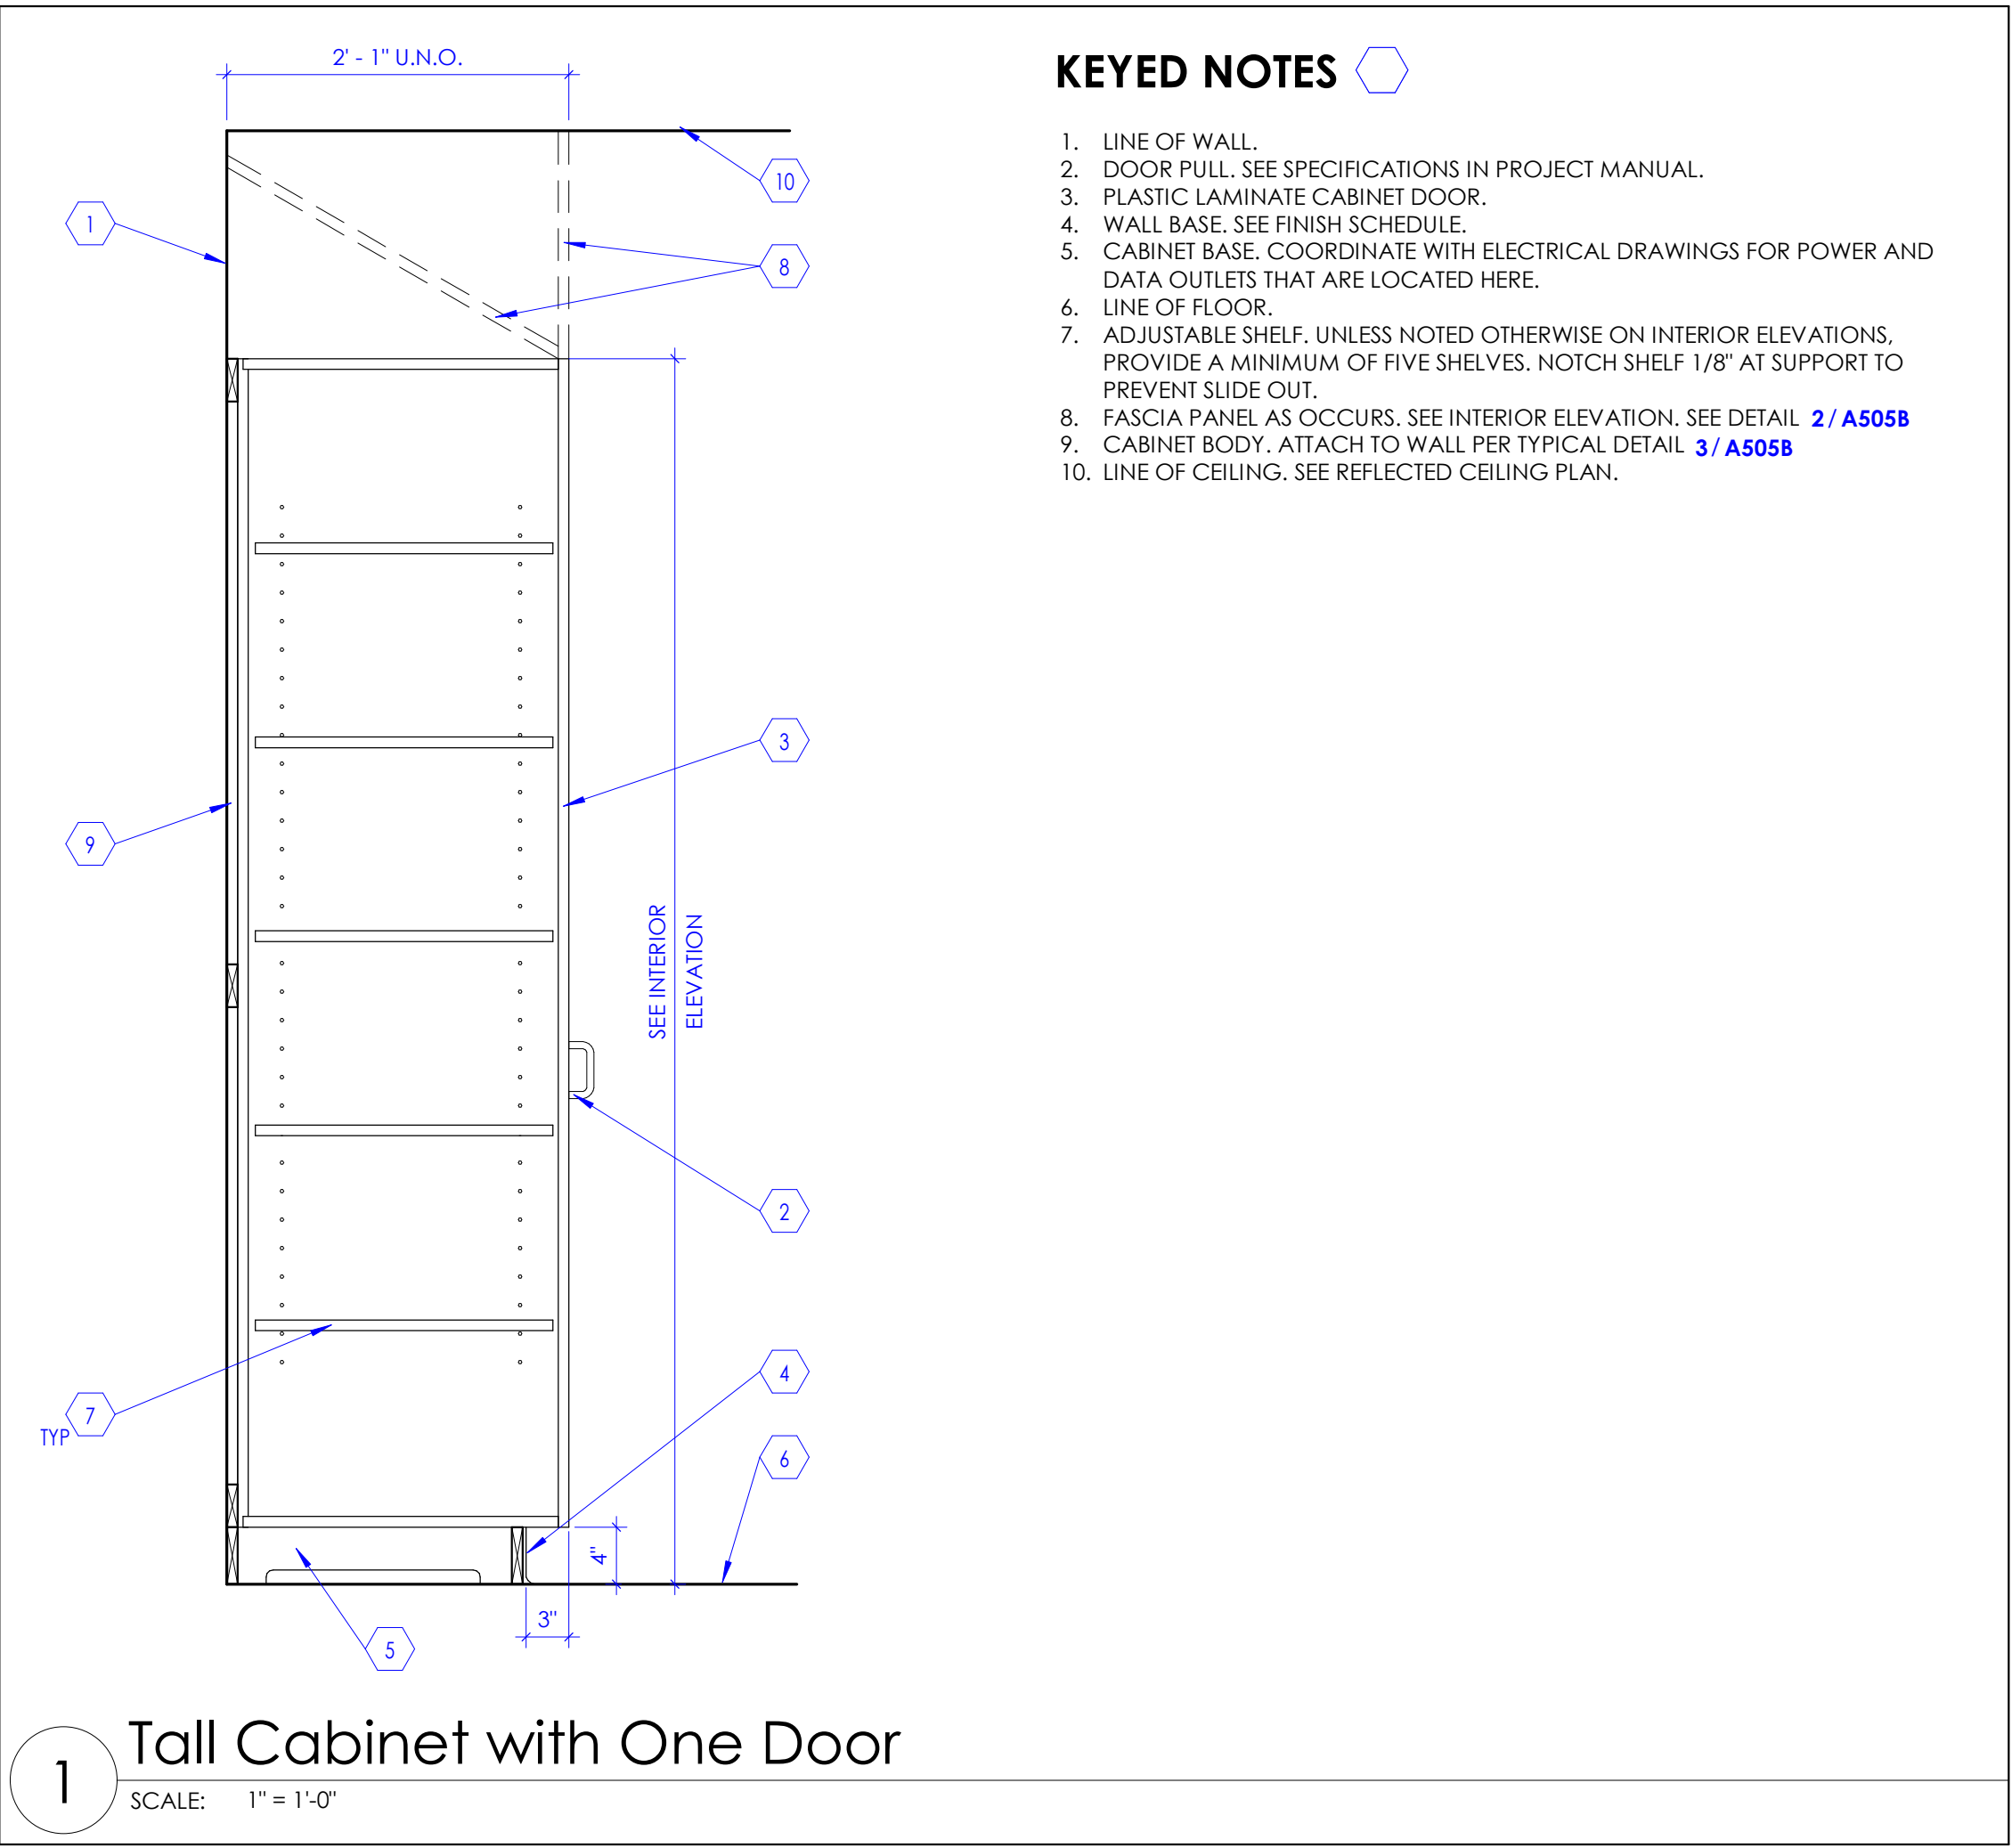 2' - 1" U.N.O.
10
1
8
3
9
SEE INTERIOR
ELEVATION
2
4
7
TYP
6
4"
3"
5
KEYED NOTES
1. LINE OF WALL.
2. DOOR PULL. SEE SPECIFICATIONS IN PROJECT MANUAL.
3. PLASTIC LAMINATE CABINET DOOR.
4. WALL BASE. SEE FINISH SCHEDULE.
5. CABINET BASE. COORDINATE WITH ELECTRICAL DRAWINGS FOR POWER AND
DATA OUTLETS THAT ARE LOCATED HERE.
6. LINE OF FLOOR.
7. ADJUSTABLE SHELF. UNLESS NOTED OTHERWISE ON INTERIOR ELEVATIONS,
PROVIDE A MINIMUM OF FIVE SHELVES. NOTCH SHELF 1/8" AT SUPPORT TO
PREVENT SLIDE OUT.
8. FASCIA PANEL AS OCCURS. SEE INTERIOR ELEVATION. SEE DETAIL 2/A505B
9. CABINET BODY. ATTACH TO WALL PER TYPICAL DETAIL 3/A505B
10. LINE OF CEILING. SEE REFLECTED CEILING PLAN.
1 Tall Cabinet with One Door
SCALE: 1" = 1'-0"